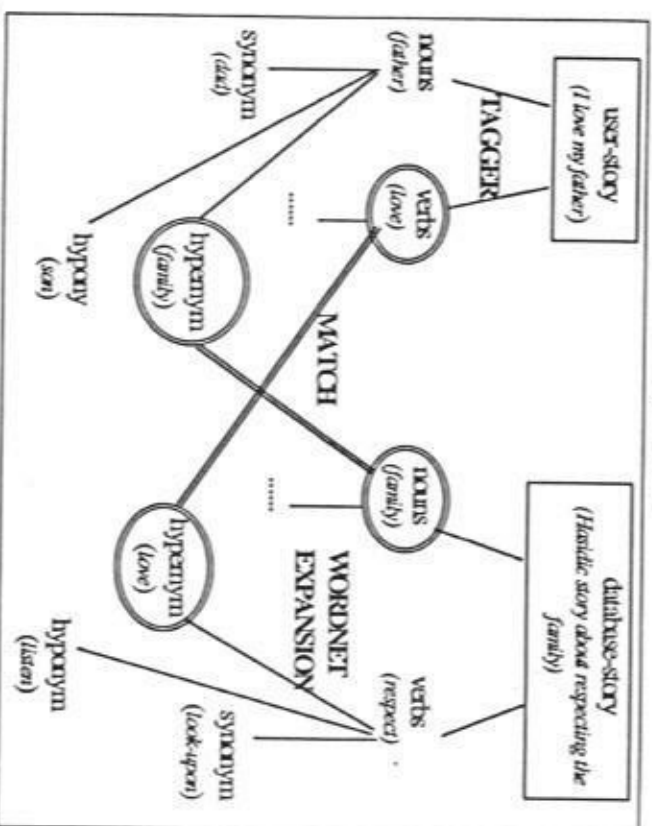 user-story
(I love my father)
database-story
(Hasidic story about respecting the
family)
TAGGER
nouns
(father)
verbs
(love)
nouns
(family)
verbs
(respect)
synonym
(dad)
......
MATCH
......
WORDNET
EXPANSION
synonym
(look-upon)
hypernym
(family)
hypernym
(love)
hypony
(son)
hyponym
(listen)